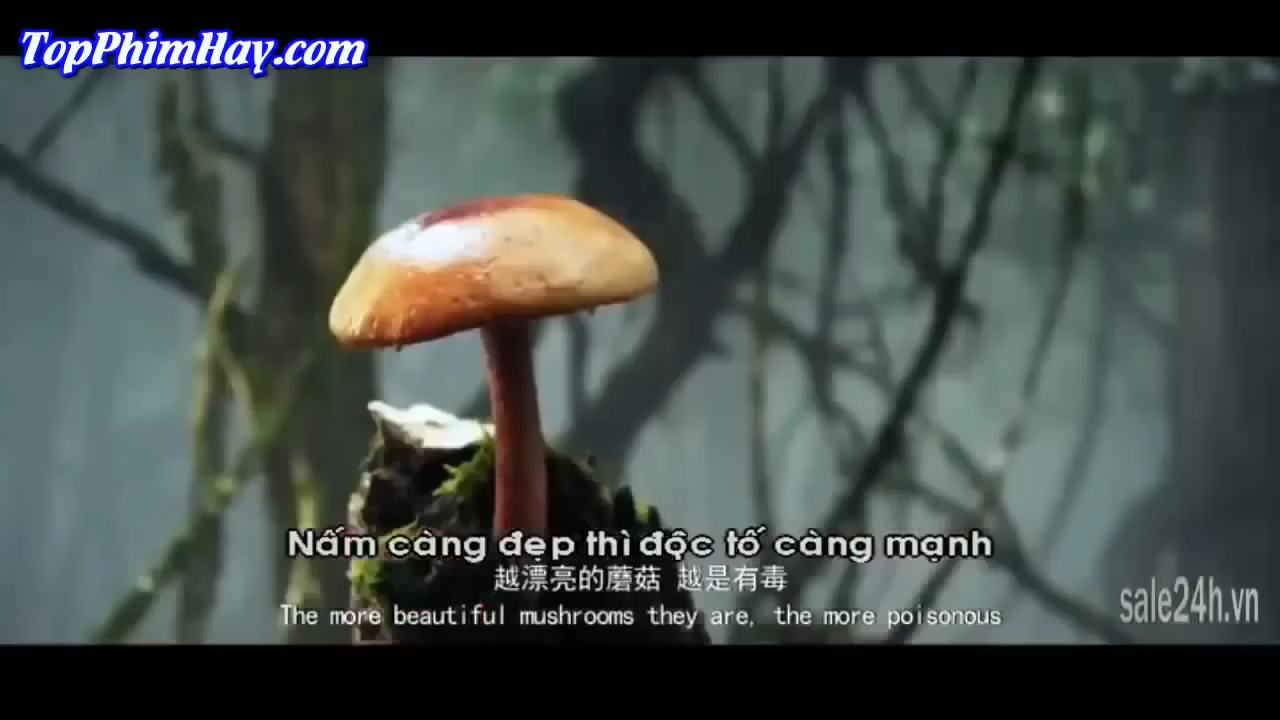 TopPhimHay.com
Nấm càng đẹp thì độc tố càng mạnh
越漂亮的蘑菇 越是有毒
The more beautiful mushrooms they are, the more poisonous
sale24h.vn